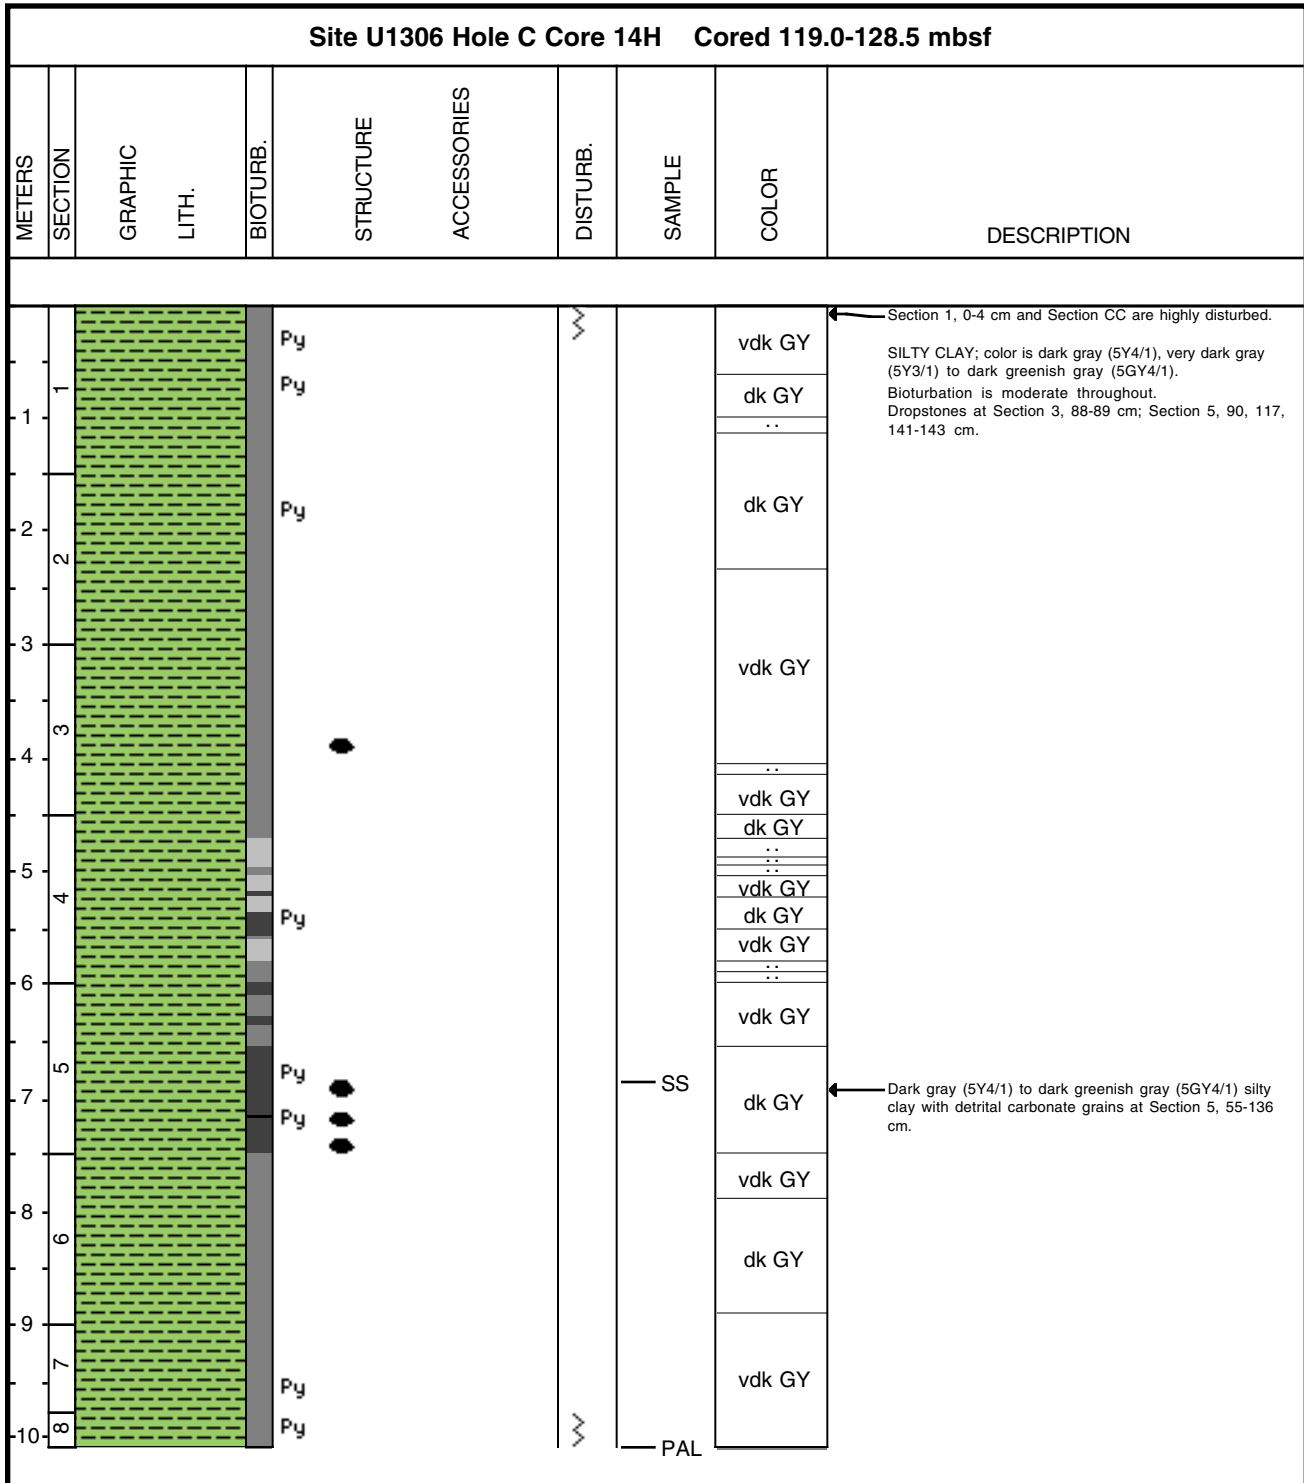 Site U1306 Hole C Core 14H Cored 119.0-128.5 mbsf
METERS
SECTION
GRAPHIC
LITH.
BIOTURB.
STRUCTURE
ACCESSORIES
DISTURB.
SAMPLE
COLOR
DESCRIPTION
Section 1, 0-4 cm and Section CC are highly disturbed.
SILTY CLAY; color is dark gray (5Y4/1), very dark gray
(5Y3/1) to dark greenish gray (5GY4/1).
Bioturbation is moderate throughout.
Dropstones at Section 3, 88-89 cm; Section 5, 90, 117,
141-143 cm.
Py
vdk GY
1
Py
dk GY
1
. .
Py
dk GY
2
2
3
vdk GY
3
4
. .
vdk GY
dk GY
. .
. .
. .
5
vdk GY
4
Py
dk GY
vdk GY
. .
. .
6
vdk GY
5
Py
SS
7
dk GY
Dark gray (5Y4/1) to dark greenish gray (5GY4/1) silty
clay with detrital carbonate grains at Section 5, 55-136
cm.
Py
vdk GY
8
6
dk GY
9
7
Py
vdk GY
8
Py
10
PAL